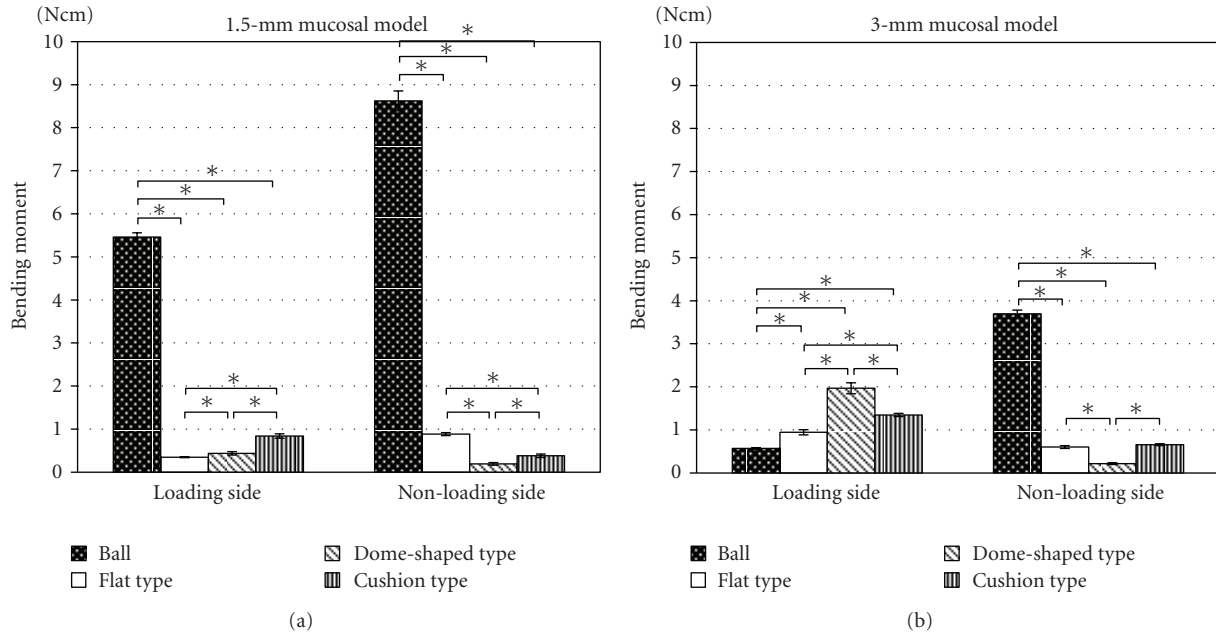 (Ncm)
1.5-mm mucosal model
Bending moment
10
9
8
7
6
5
4
3
2
1
0
* * *
* * *
* * *
* * *
Loading side
Non-loading side
Ball
Flat type
Dome-shaped type
Cushion type
(a)
(Ncm)
3-mm mucosal model
Bending moment
10
9
8
7
6
5
4
3
2
1
0
* * *
* * *
* * *
* *
Loading side
Non-loading side
Ball
Flat type
Dome-shaped type
Cushion type
(b)